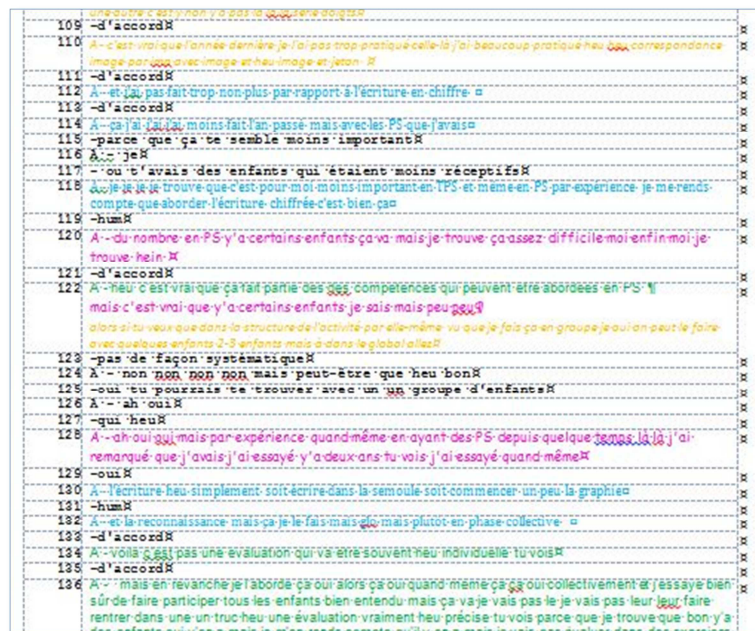 une autre c'est y non y a pas la la la série doigts¤
109 -d'accord¤
110 A - c'est vrai que l'année dernière je l'ai pas trop pratiqué celle-là j'ai beaucoup pratiqué heu heu correspondance
image par avec image et heu image et jeton ¤
111 -d'accord¤
112 A - et j'ai pas fait trop non plus par rapport à l'écriture en chiffre ¤
113 -d'accord¤
114 A - ça j'ai j'ai j'ai moins fait l'an passé mais avec les PS que j'avais¤
115 -parce que ça te semble moins important¤
116 A - je¤
117 - ou t'avais des enfants qui étaient moins réceptifs¤
118 A - je je je je trouve que c'est pour moi moins important en TPS et même en PS par expérience je me rends
compte que aborder l'écriture chiffrée c'est bien ça¤
119 -hum¤
120 A - du nombre en PS y'a certains enfants ça va mais je trouve ça assez difficile moi enfin moi je
trouve hein ¤
121 -d'accord¤
122 A - heu c'est vrai que ça fait partie des des compétences qui peuvent être abordées en PS ¶
mais c'est vrai que y'a certains enfants je sais mais peu peu¶
alors si tu veux que dans la structure de l'activité par elle-même vu que je fais ça en groupe je oui on peut le faire
avec quelques enfants 2-3 enfants mais à dans le global allez¤
123 -pas de façon systématique¤
124 A - non non non non mais peut-être que heu bon¤
125 -oui tu pourrais te trouver avec un un groupe d'enfants¤
126 A - ah oui¤
127 -qui heu¤
128 A - ah oui oui mais par expérience quand même en ayant des PS depuis quelque temps là là j'ai
remarqué que j'avais j'ai essayé y'a deux ans tu vois j'ai essayé quand même¤
129 -oui¤
130 A - l'écriture heu simplement soit écrire dans la semoule soit commencer un peu la graphie¤
131 -hum¤
132 A - et la reconnaissance mais ça je le fais mais glo mais plutot en phase collective ¤
133 -d'accord¤
134 A - voilà c'est pas une évaluation qui va être souvent heu individuelle tu vois¤
135 -d'accord¤
136 A - mais en revanche je l'aborde ça oui alors ça oui quand même ça ça oui collectivement et j'essaye bien
sûr de faire participer tous les enfants bien entendu mais ça va je vais pas le je vais pas leur leur faire
rentrer dans une un truc heu une évaluation vraiment heu précise tu vois parce que je trouve que bon y'a